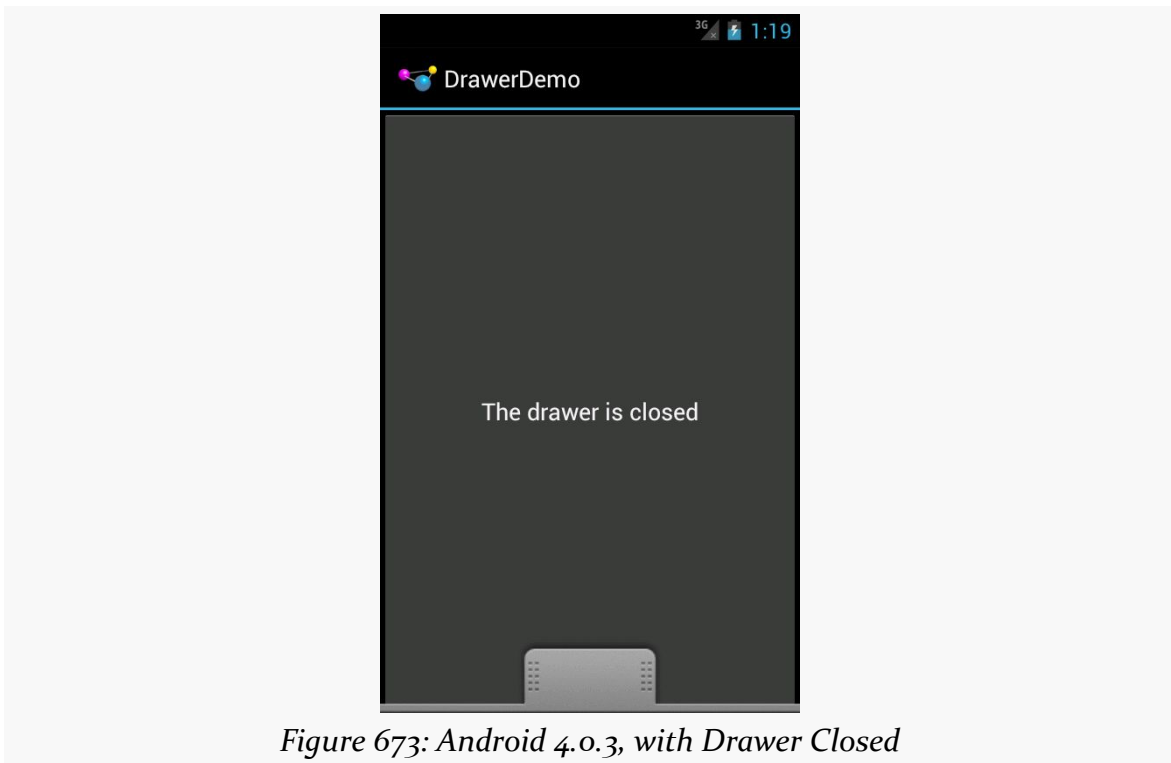 3G 1:19
DrawerDemo
The drawer is closed
Figure 673: Android 4.0.3, with Drawer Closed